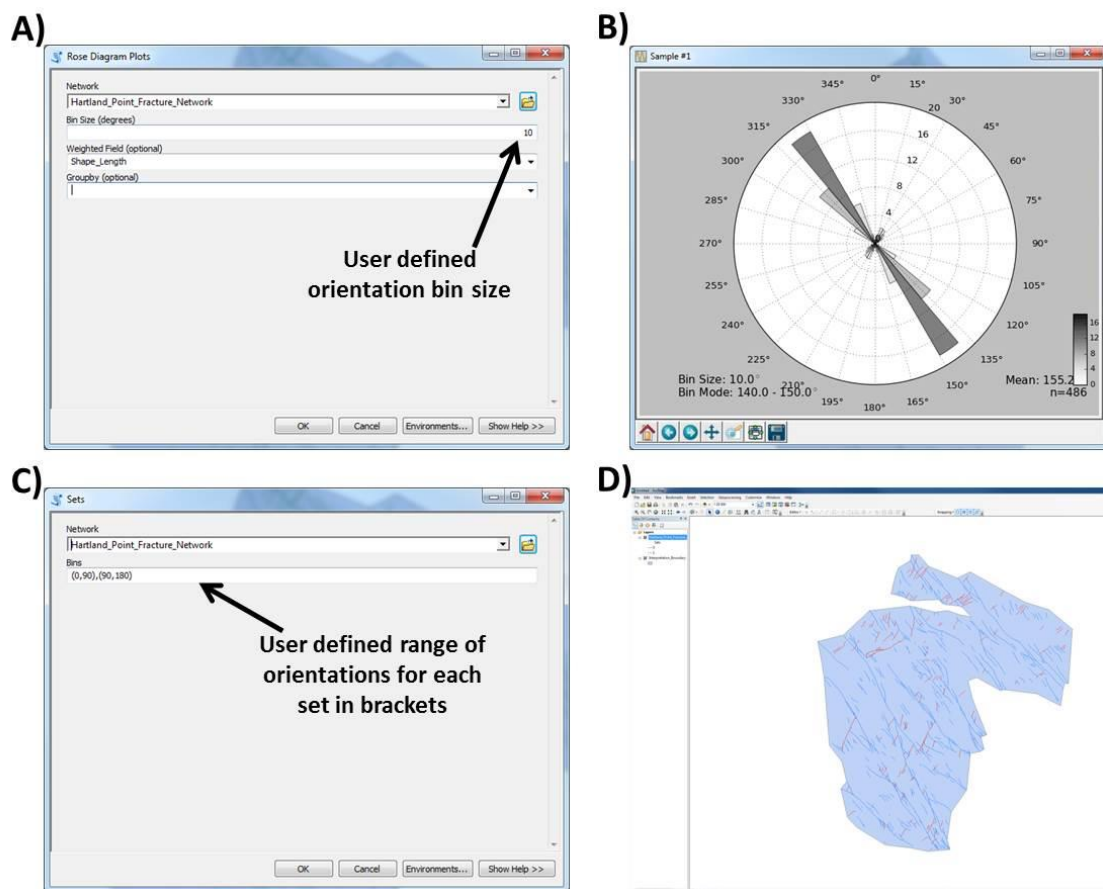 A)
Rose Diagram Plots
Network
Hartland_Point_Fracture_Network
Bin Size (degrees)
10
Weighted Field (optional)
Shape_Length
Groupby (optional)
User defined
orientation bin size
OK
Cancel
Environments...
Show Help >>
B)
Sample #1
0°
15°
30°
45°
60°
75°
90°
105°
120°
135°
150°
165°
180°
195°
210°
225°
240°
255°
270°
285°
300°
315°
330°
345°
20
16
12
8
4
16
12
8
4
0
Bin Size: 10.0°
Bin Mode: 140.0 - 150.0°
Mean: 155.2
n=486
C)
Sets
Network
Hartland_Point_Fracture_Network
Bins
(0,90),(90,180)
User defined range of
orientations for each
set in brackets
OK
Cancel
Environments...
Show Help >>
D)